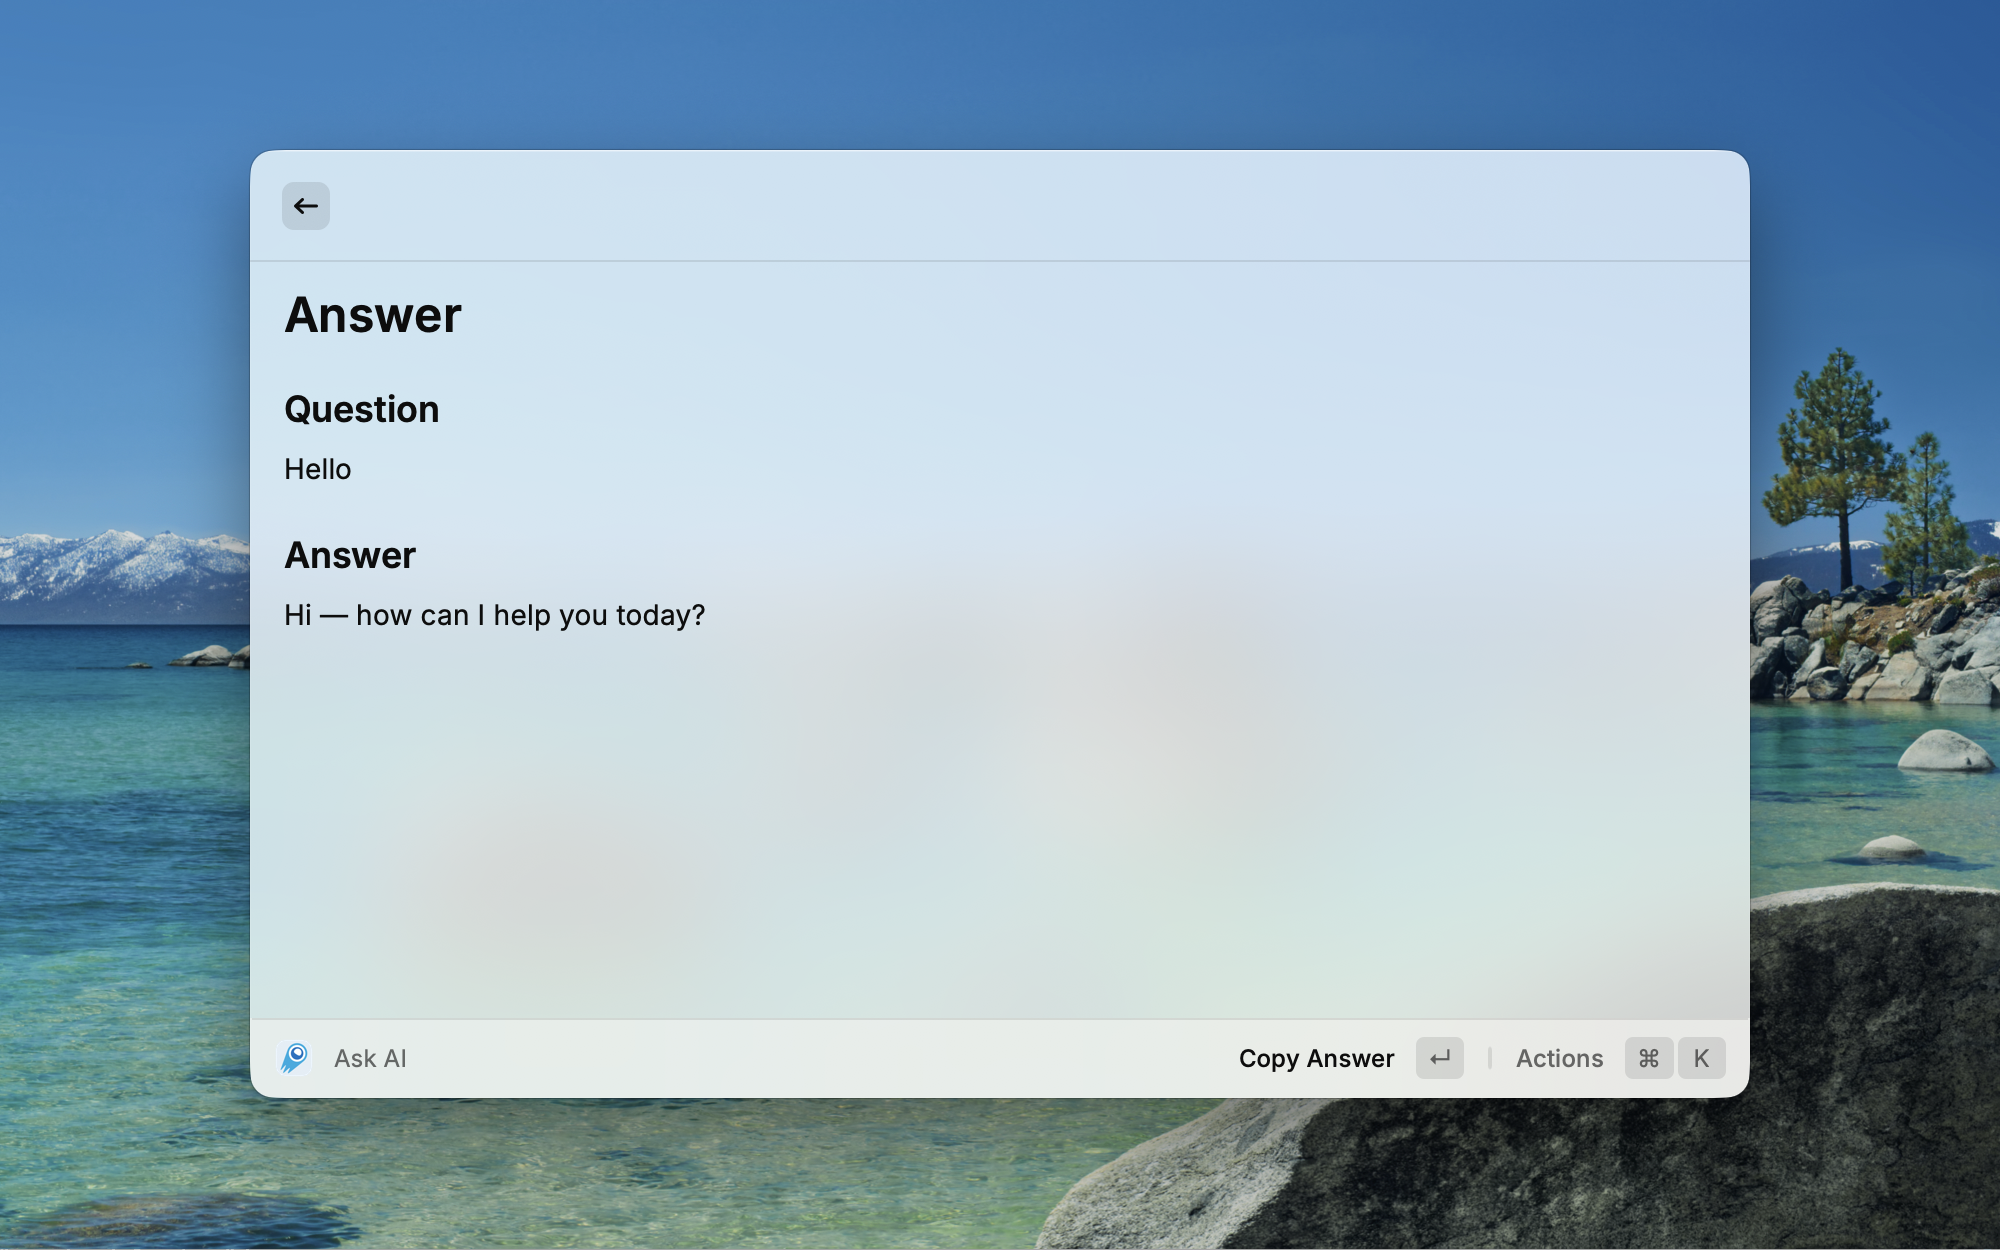 Answer
Question
Hello
Answer
Hi — how can I help you today?
Ask AI
Copy Answer
Actions
⌘ K